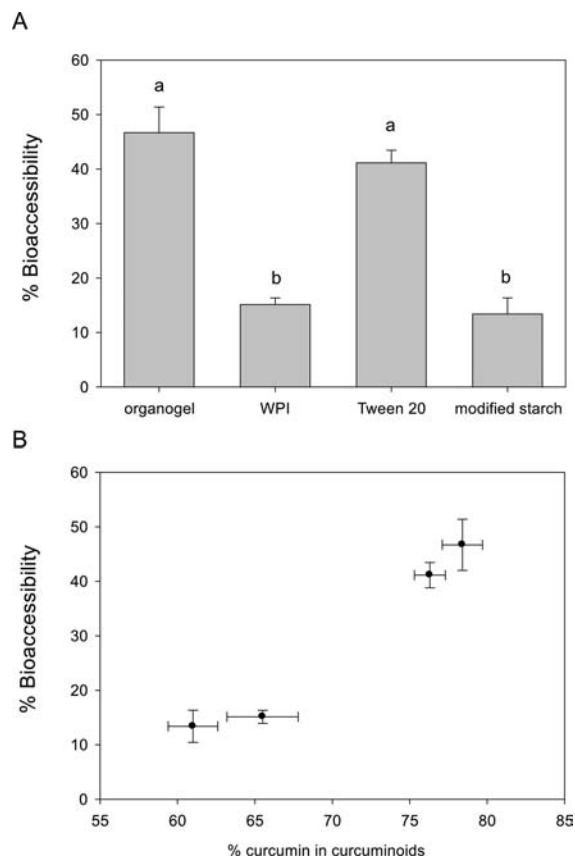 A
60
50
40
30
20
10
0
% Bioaccessibility
a
b
a
b
organogel WPI Tween 20 modified starch
B
60
50
40
30
20
10
0
% Bioaccessibility
55 60 65 70 75 80 85
% curcumin in curcuminoids